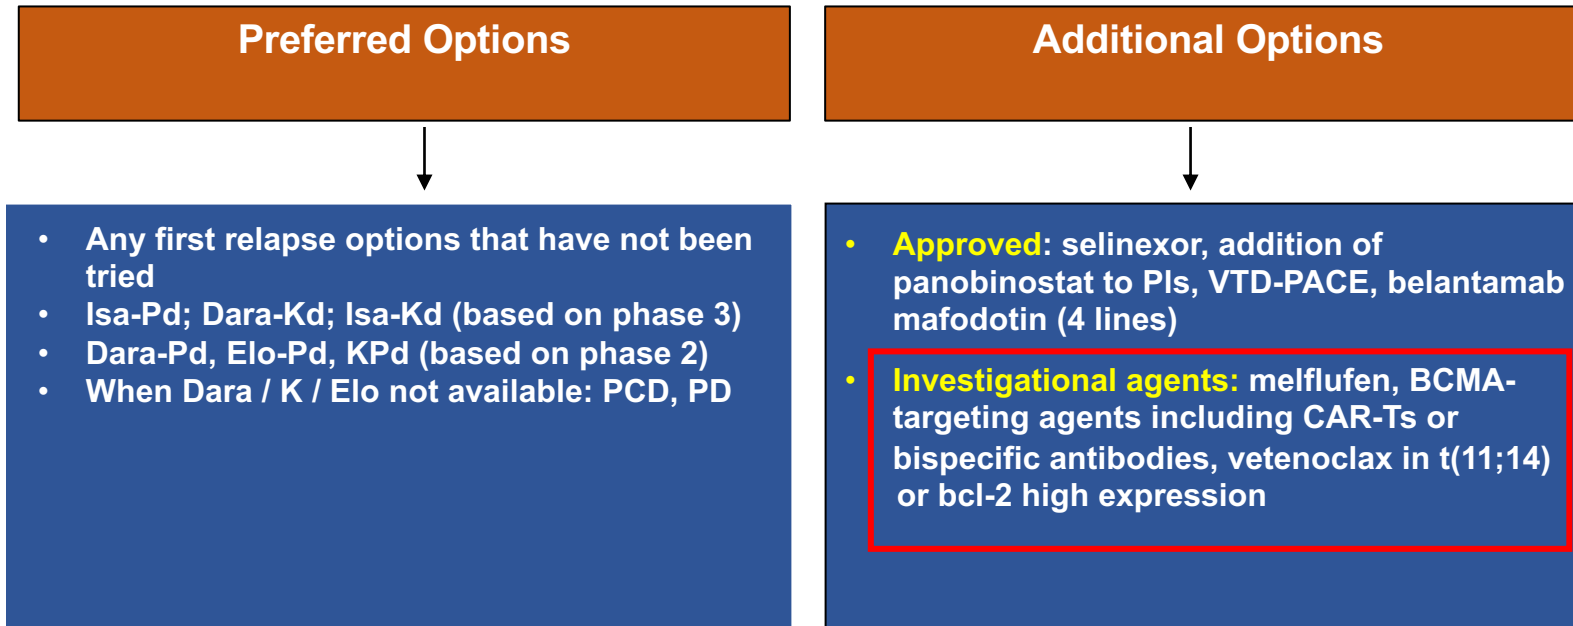 Preferred Options
• Any first relapse options that have not been
tried
• Isa-Pd; Dara-Kd; Isa-Kd (based on phase 3)
• Dara-Pd, Elo-Pd, KPd (based on phase 2)
• When Dara / K / Elo not available: PCD, PD
Additional Options
• Approved: selinexor, addition of
panobinostat to PIs, VTD-PACE, belantamab
mafodotin (4 lines)
• Investigational agents: melflufen, BCMA-
targeting agents including CAR-Ts or
bispecific antibodies, vetenoclax in t(11;14)
or bcl-2 high expression